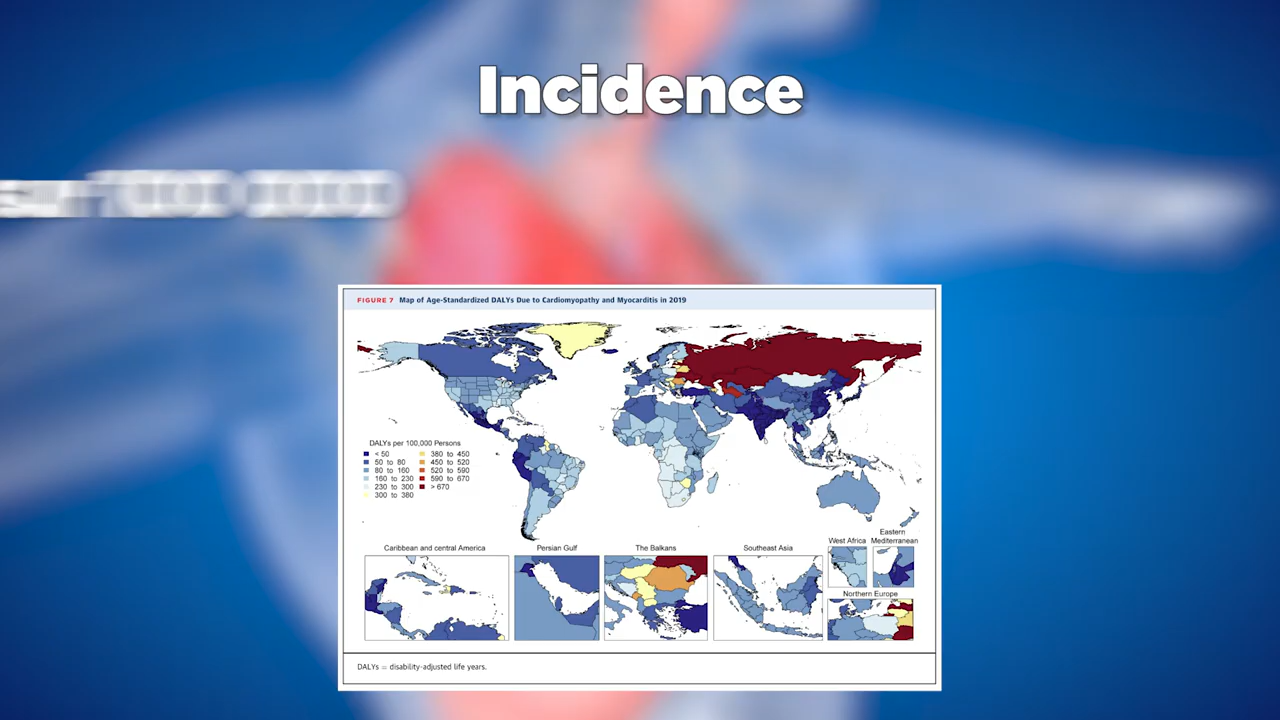 Incidence
FIGURE 7 Map of Age-Standardized DALYs Due to Cardiomyopathy and Myocarditis in 2019
DALYs per 100,000 Persons
< 50
50 to 80
80 to 160
160 to 230
230 to 300
300 to 380
380 to 450
450 to 520
520 to 590
590 to 670
> 670
Caribbean and central America
Persian Gulf
The Balkans
Southeast Asia
West Africa
Eastern
Mediterranean
Northern Europe
DALYs = disability-adjusted life years.